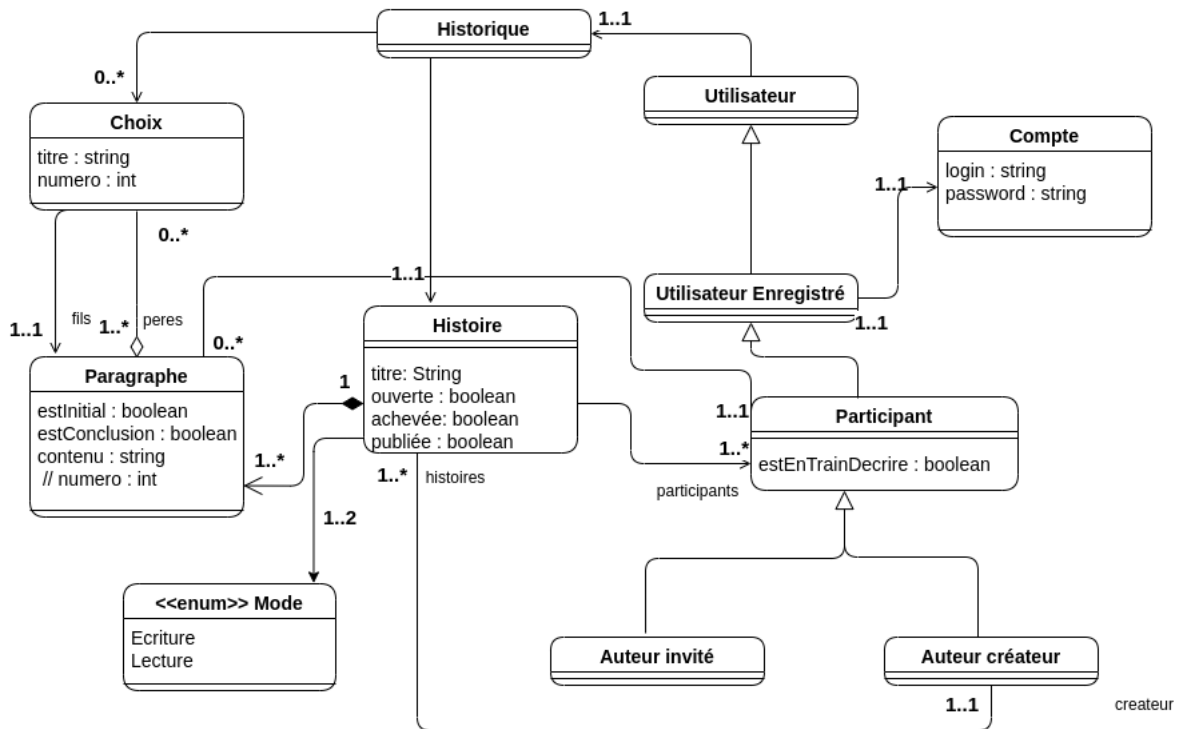 Historique
1..1
0..*
Utilisateur
Choix
titre : string
numero : int
Compte
login : string
password : string
1..1
0..*
1..1
Utilisateur Enregistré
1..1
fils
1..*
peres
1..1
0..*
Histoire
titre: String
ouverte : boolean
achevée: boolean
publiée : boolean
Paragraphe
estInitial : boolean
estConclusion : boolean
contenu : string
// numero : int
1
1..*
1..1
Participant
estEnTrainDecrire : boolean
1..*
participants
1..*
histoires
1..2
<<enum>> Mode
Ecriture
Lecture
Auteur invité
Auteur créateur
1..1
createur